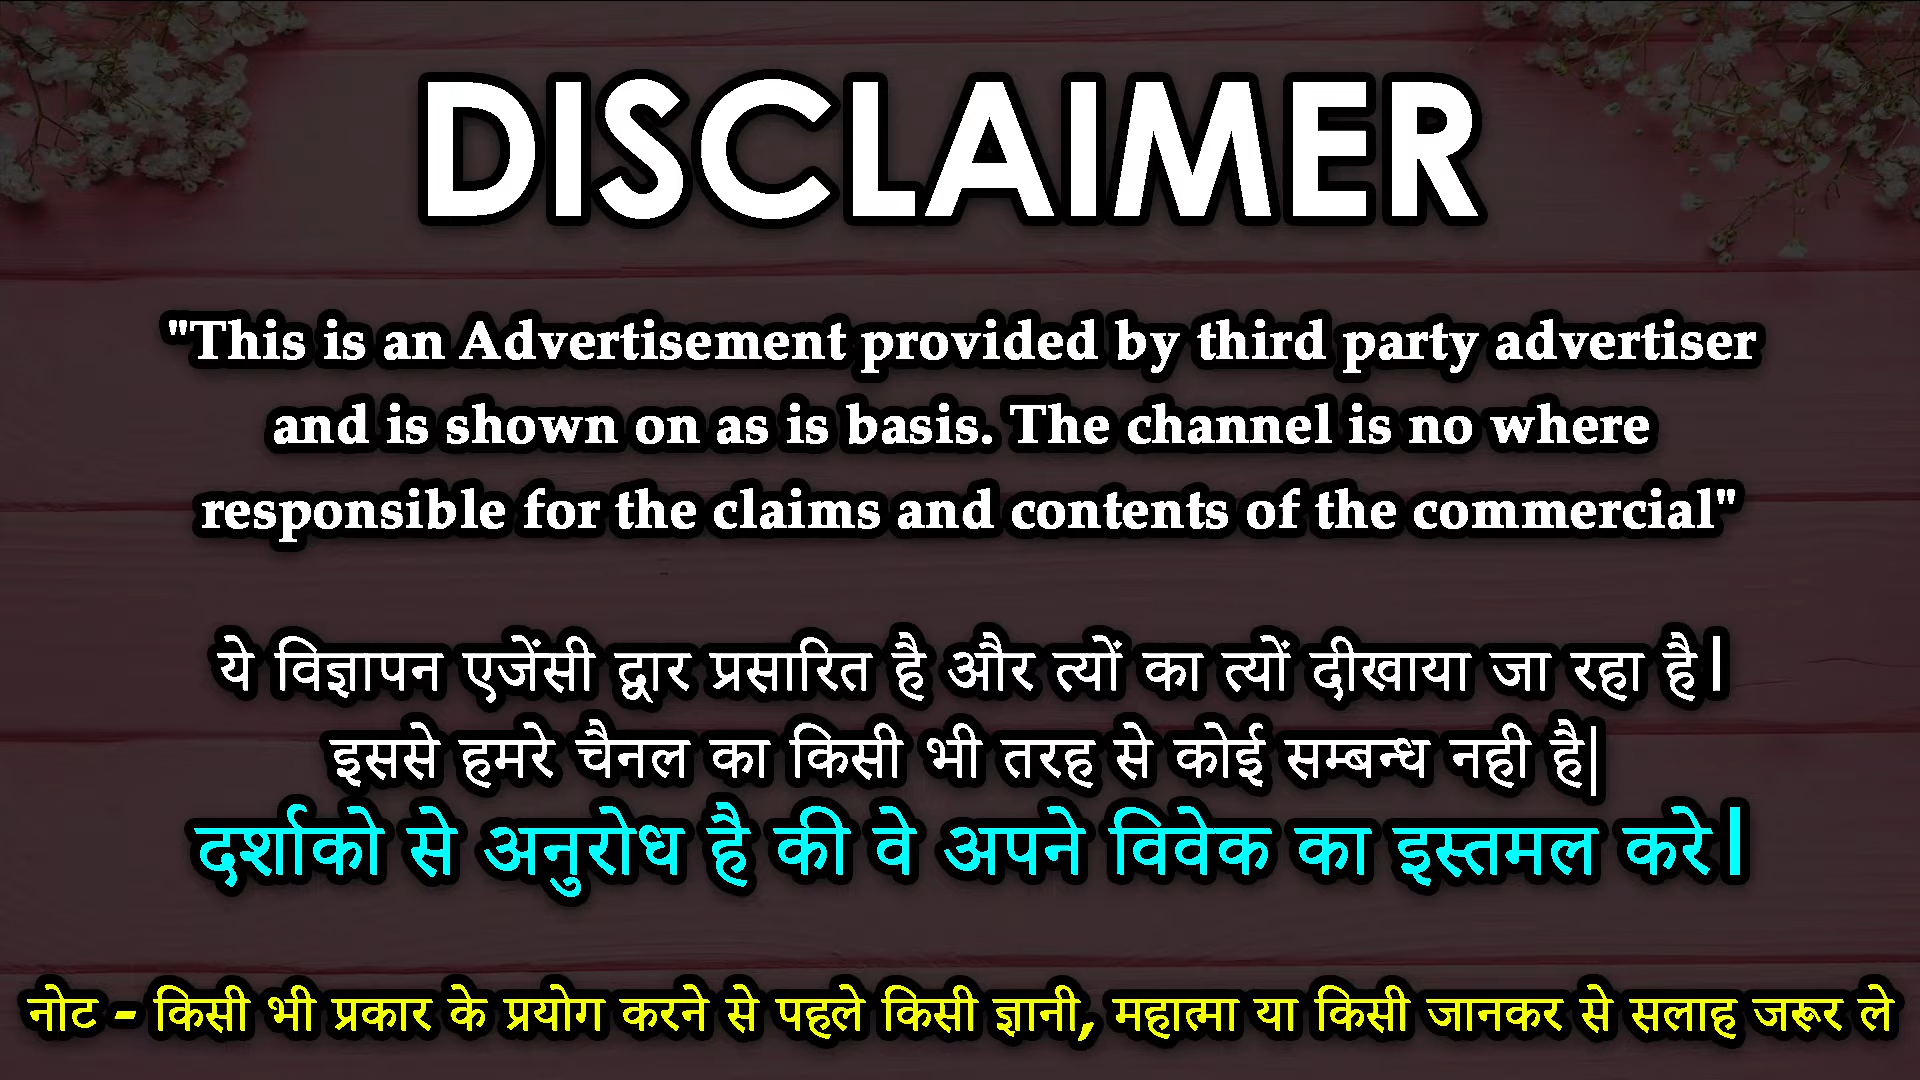 DISCLAIMER
"This is an Advertisement provided by third party advertiser
and is shown on as is basis. The channel is no where
responsible for the claims and contents of the commercial"
ये विज्ञापन एजेंसी द्वार प्रसारित है और त्यों का त्यों दीखाया जा रहा है।
इससे हमरे चैनल का किसी भी तरह से कोई सम्बन्ध नही है|
दर्शाको से अनुरोध है की वे अपने विवेक का इस्तमल करे।
नोट - किसी भी प्रकार के प्रयोग करने से पहले किसी ज्ञानी, महात्मा या किसी जानकर से सलाह जरूर ले